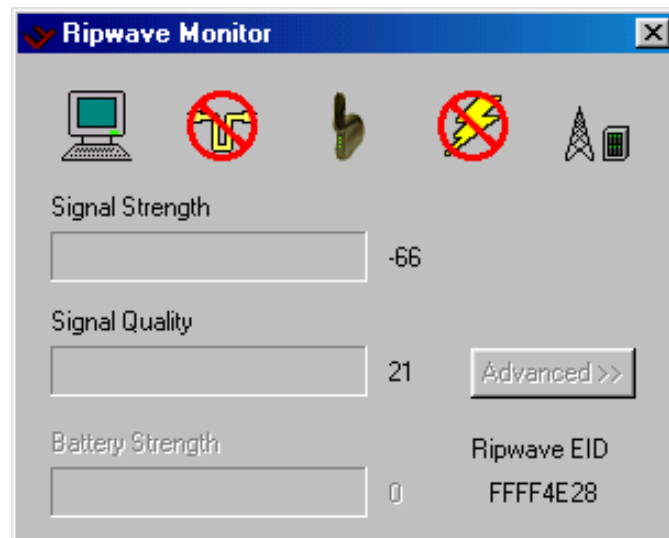 Ripwave Monitor
Signal Strength
-66
Signal Quality
21
Advanced >>
Battery Strength
0
Ripwave EID
FFFF4E28